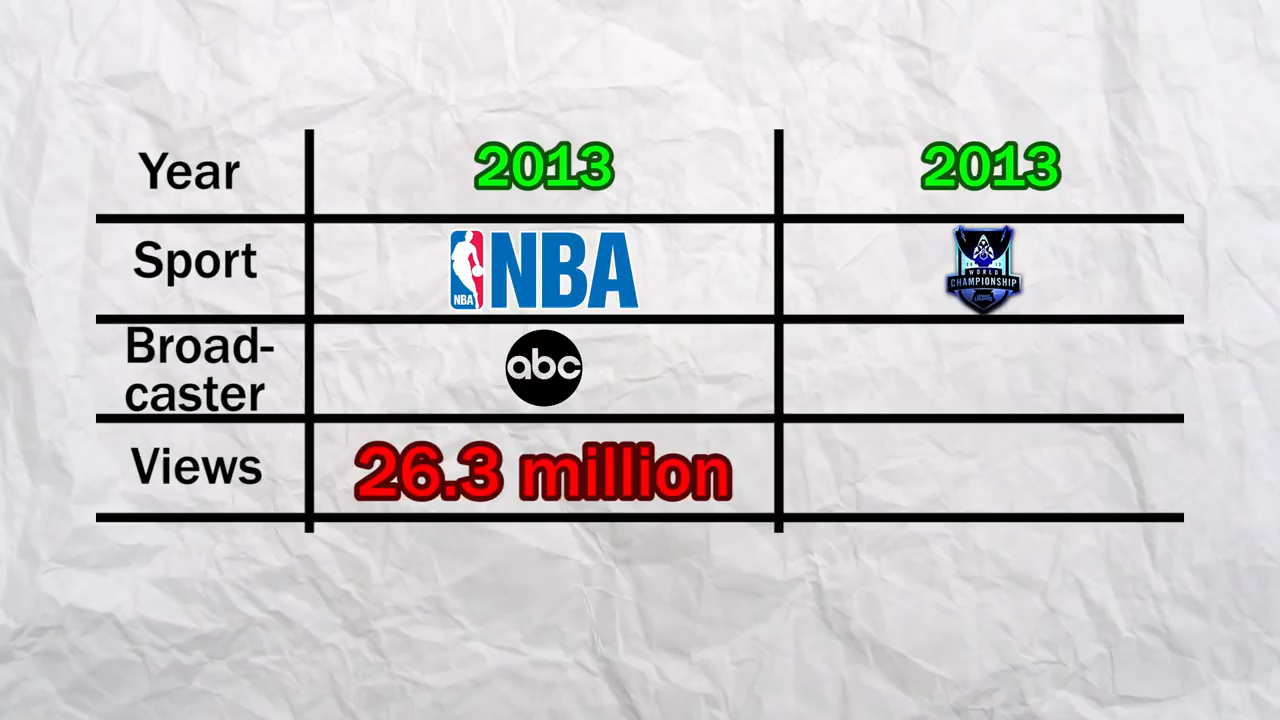 Year 2013 2013
Sport NBA NBA WORLD
CHAMPIONSHIP
Broad-
caster abc
Views 26.3 million